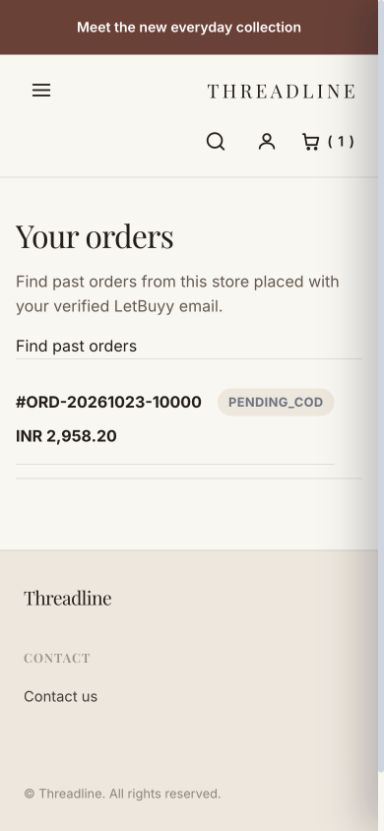 Meet the new everyday collection
THREADLINE
( 1 )
Your orders
Find past orders from this store placed with
your verified LetBuyy email.
Find past orders
#ORD-20261023-10000 PENDING_COD
INR 2,958.20
Threadline
CONTACT
Contact us
© Threadline. All rights reserved.